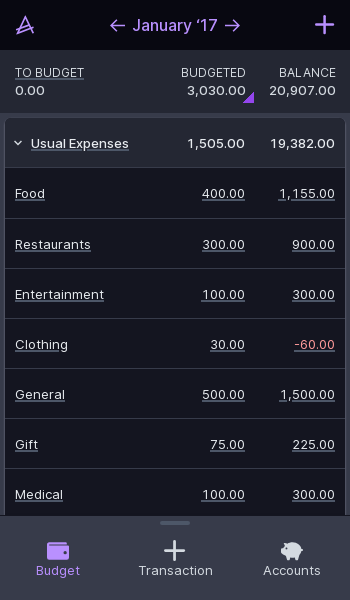 January ‘17
TO BUDGET BUDGETED BALANCE
0.00 3,030.00 20,907.00
Usual Expenses 1,505.00 19,382.00
Food 400.00 1,155.00
Restaurants 300.00 900.00
Entertainment 100.00 300.00
Clothing 30.00 -60.00
General 500.00 1,500.00
Gift 75.00 225.00
Medical 100.00 300.00
Budget Transaction Accounts